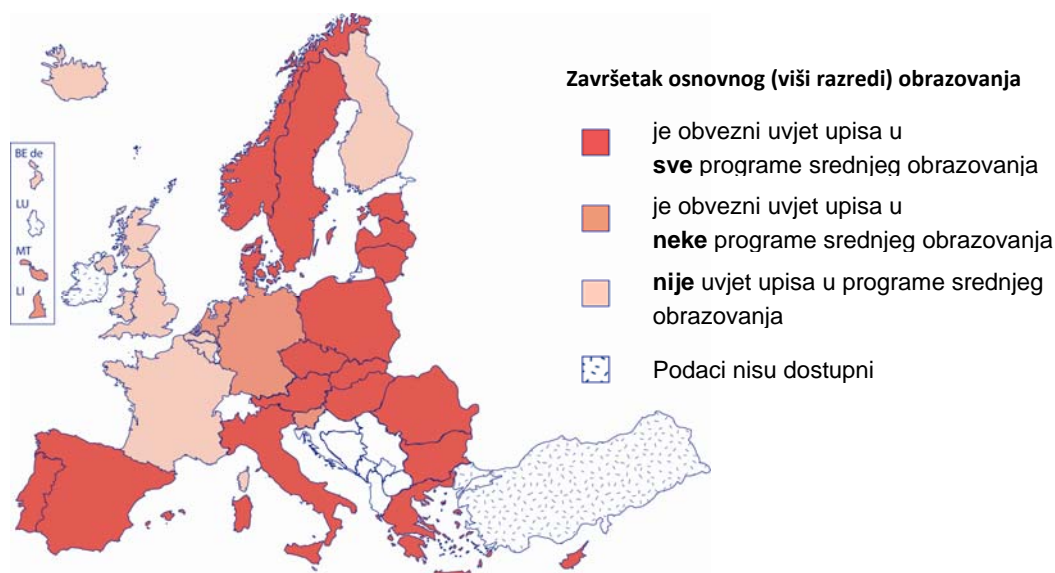 Završetak osnovnog (viši razredi) obrazovanja
je obvezni uvjet upisa u
sve programe srednjeg obrazovanja
je obvezni uvjet upisa u
neke programe srednjeg obrazovanja
nije uvjet upisa u programe srednjeg
obrazovanja
Podaci nisu dostupni
BE de
LU
MT
LI